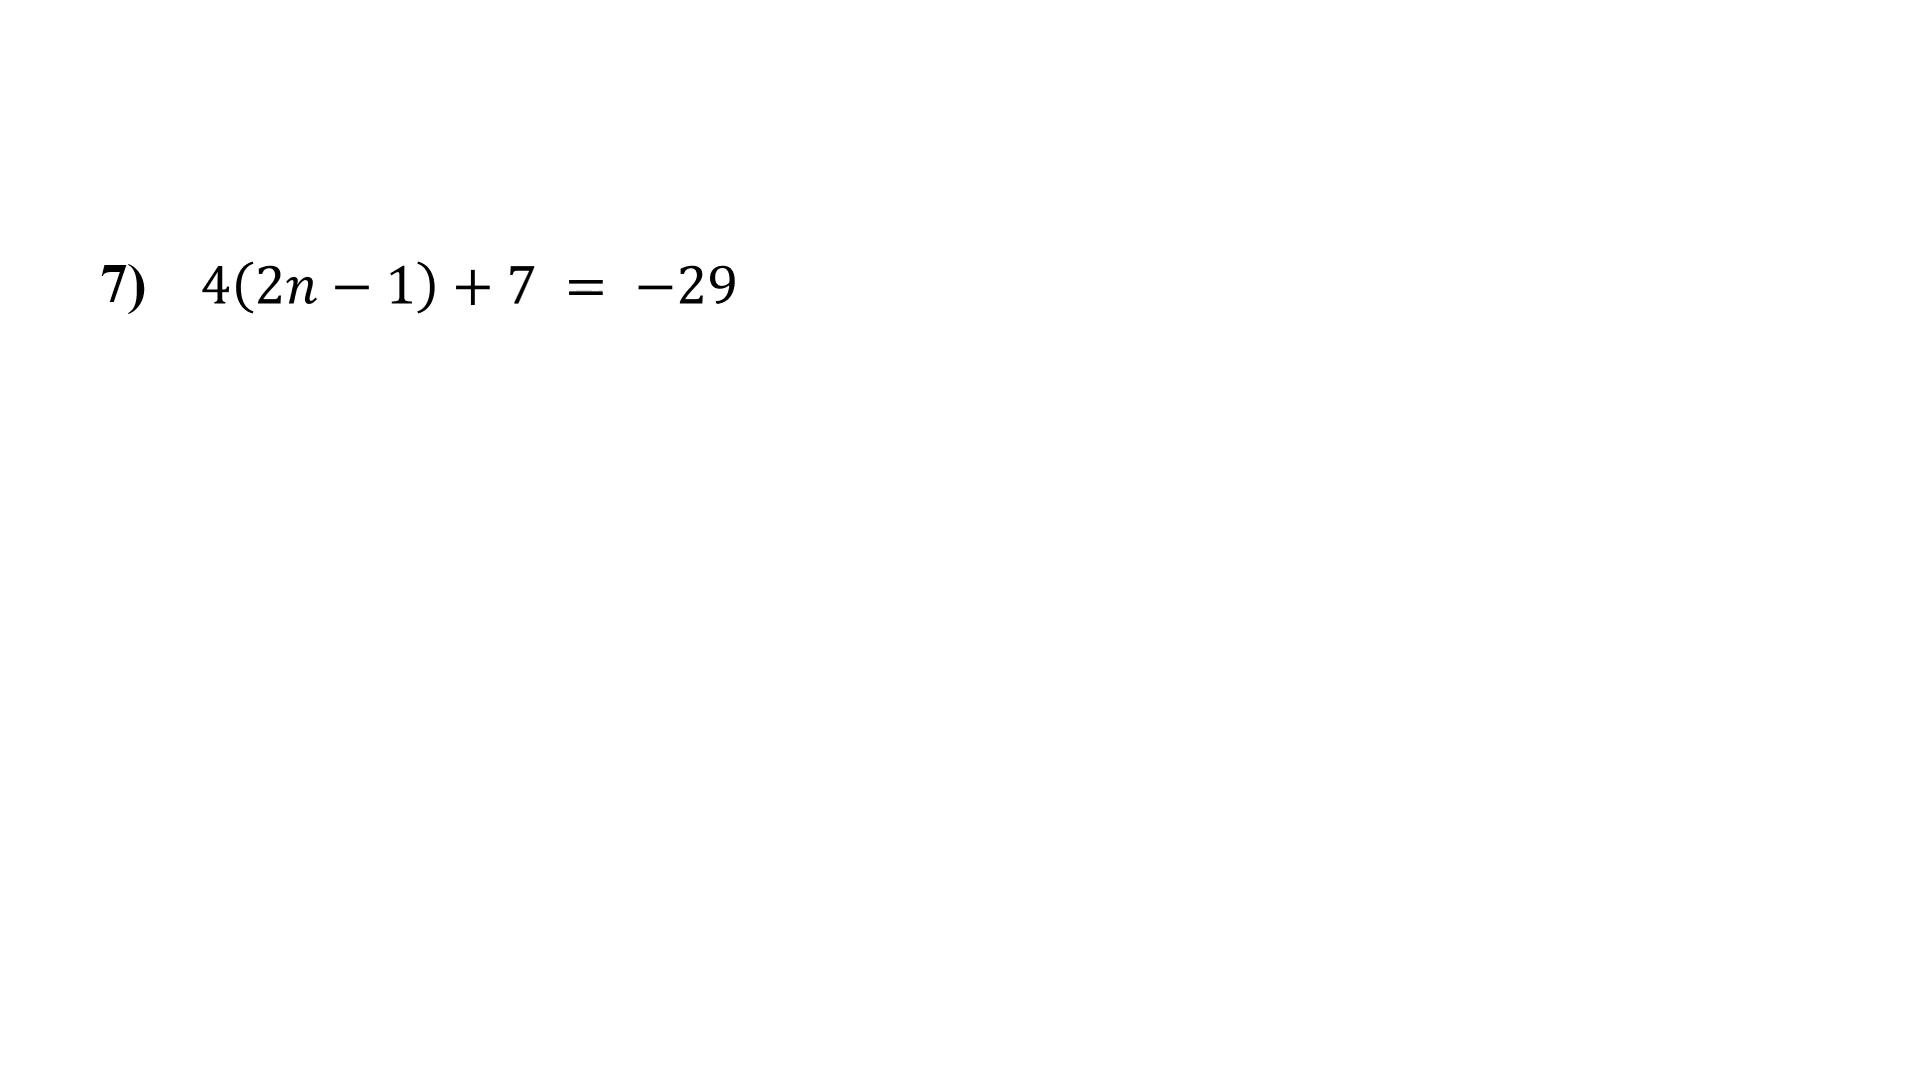 7) 4(2𝑛 − 1) + 7 = −29